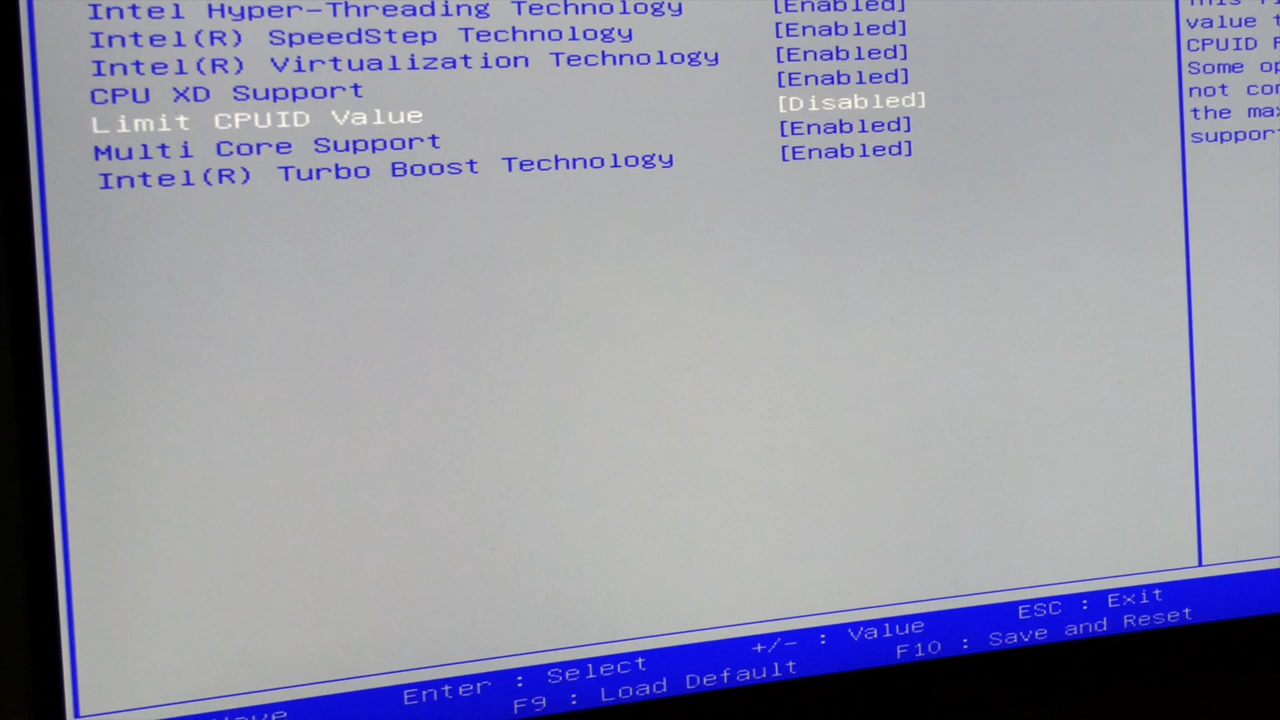 Intel Hyper-Threading Technology [Enabled]
Intel(R) SpeedStep Technology [Enabled]
Intel(R) Virtualization Technology [Enabled]
CPU XD Support [Enabled]
Limit CPUID Value [Disabled]
Multi Core Support [Enabled]
Intel(R) Turbo Boost Technology [Enabled]
value
CPUID
Some
not
the
Enter : Select +/- : Value ESC : Exit
F9 : Load Default F10 : Save and Reset